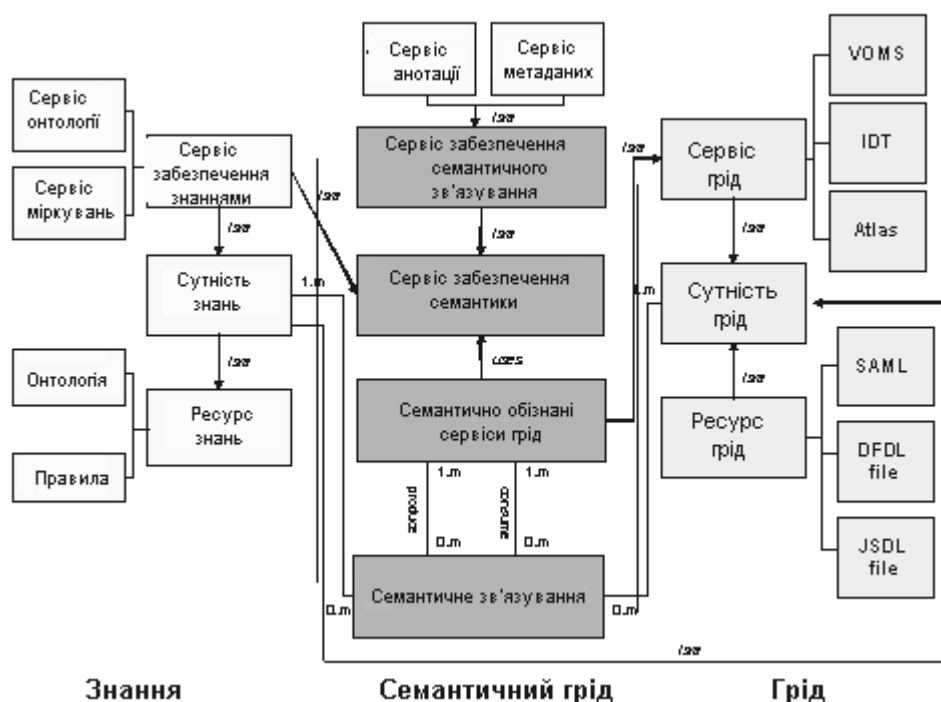 Сервіс
анотації
Сервіс
метаданих
VOMS
IDT
Atlas
Сервіс
онтології
Сервіс
міркувань
Сервіс
забезпечення
знаннями
Сервіс забезпечення
семантичного
зв'язування
Сервіс
грід
Сутність
знань
1..m
Сервіс забезпечення
семантики
Сутність
грід
uses
Онтологія
Правила
Ресурс
знань
Семантично обізнані
сервіси грід
Ресурс
грід
SAML
DFDL
file
JSDL
file
1..m
1..m
produce
consume
0..m
0..m
Семантичне зв'язування
0..m
0..m
Знання
Семантичний грід
Грід